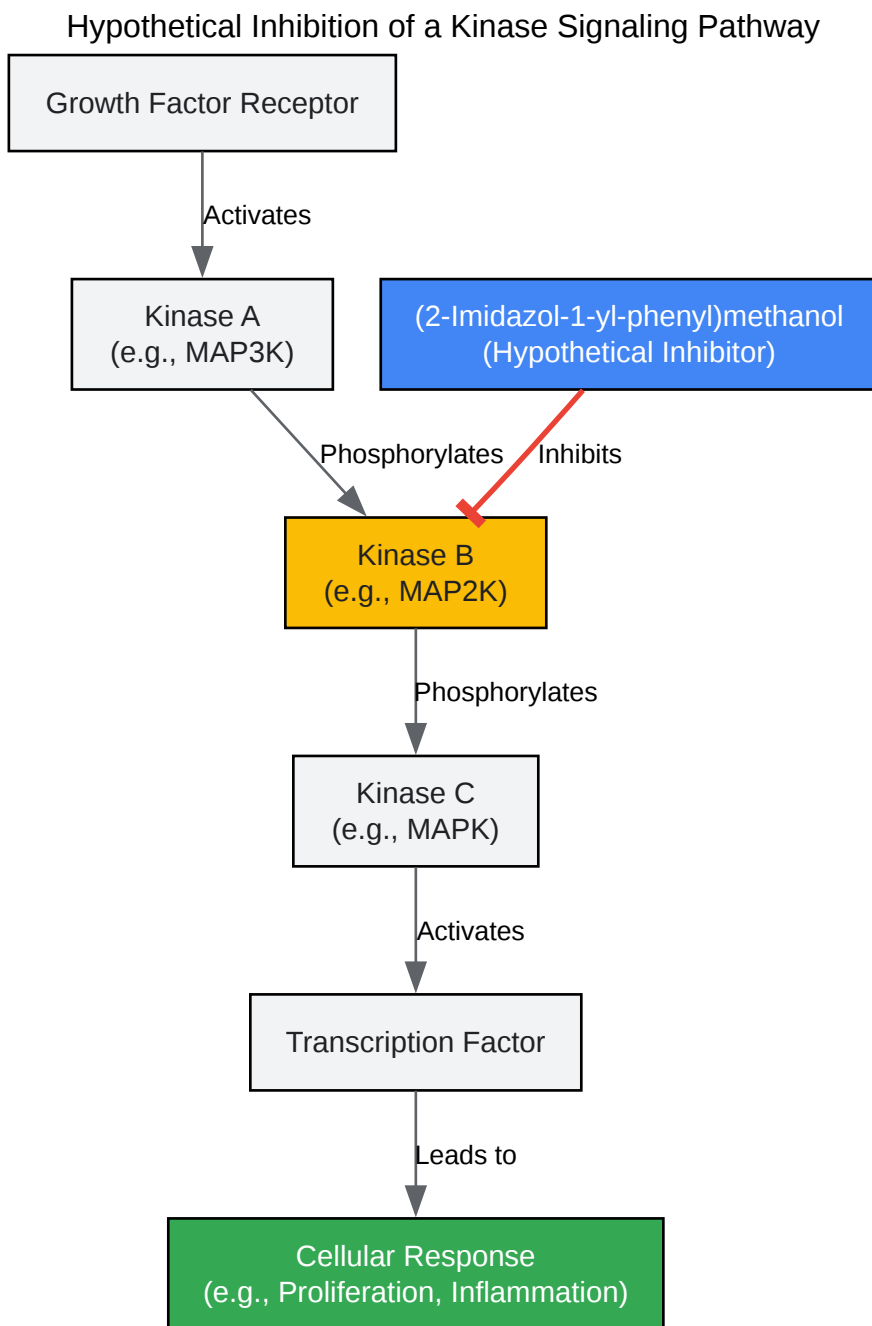 Hypothetical Inhibition of a Kinase Signaling Pathway
Growth Factor Receptor
Activates
Kinase A
(e.g., MAP3K)
(2-Imidazol-1-yl-phenyl)methanol
(Hypothetical Inhibitor)
Phosphorylates
Inhibits
Kinase B
(e.g., MAP2K)
Phosphorylates
Kinase C
(e.g., MAPK)
Activates
Transcription Factor
Leads to
Cellular Response
(e.g., Proliferation, Inflammation)